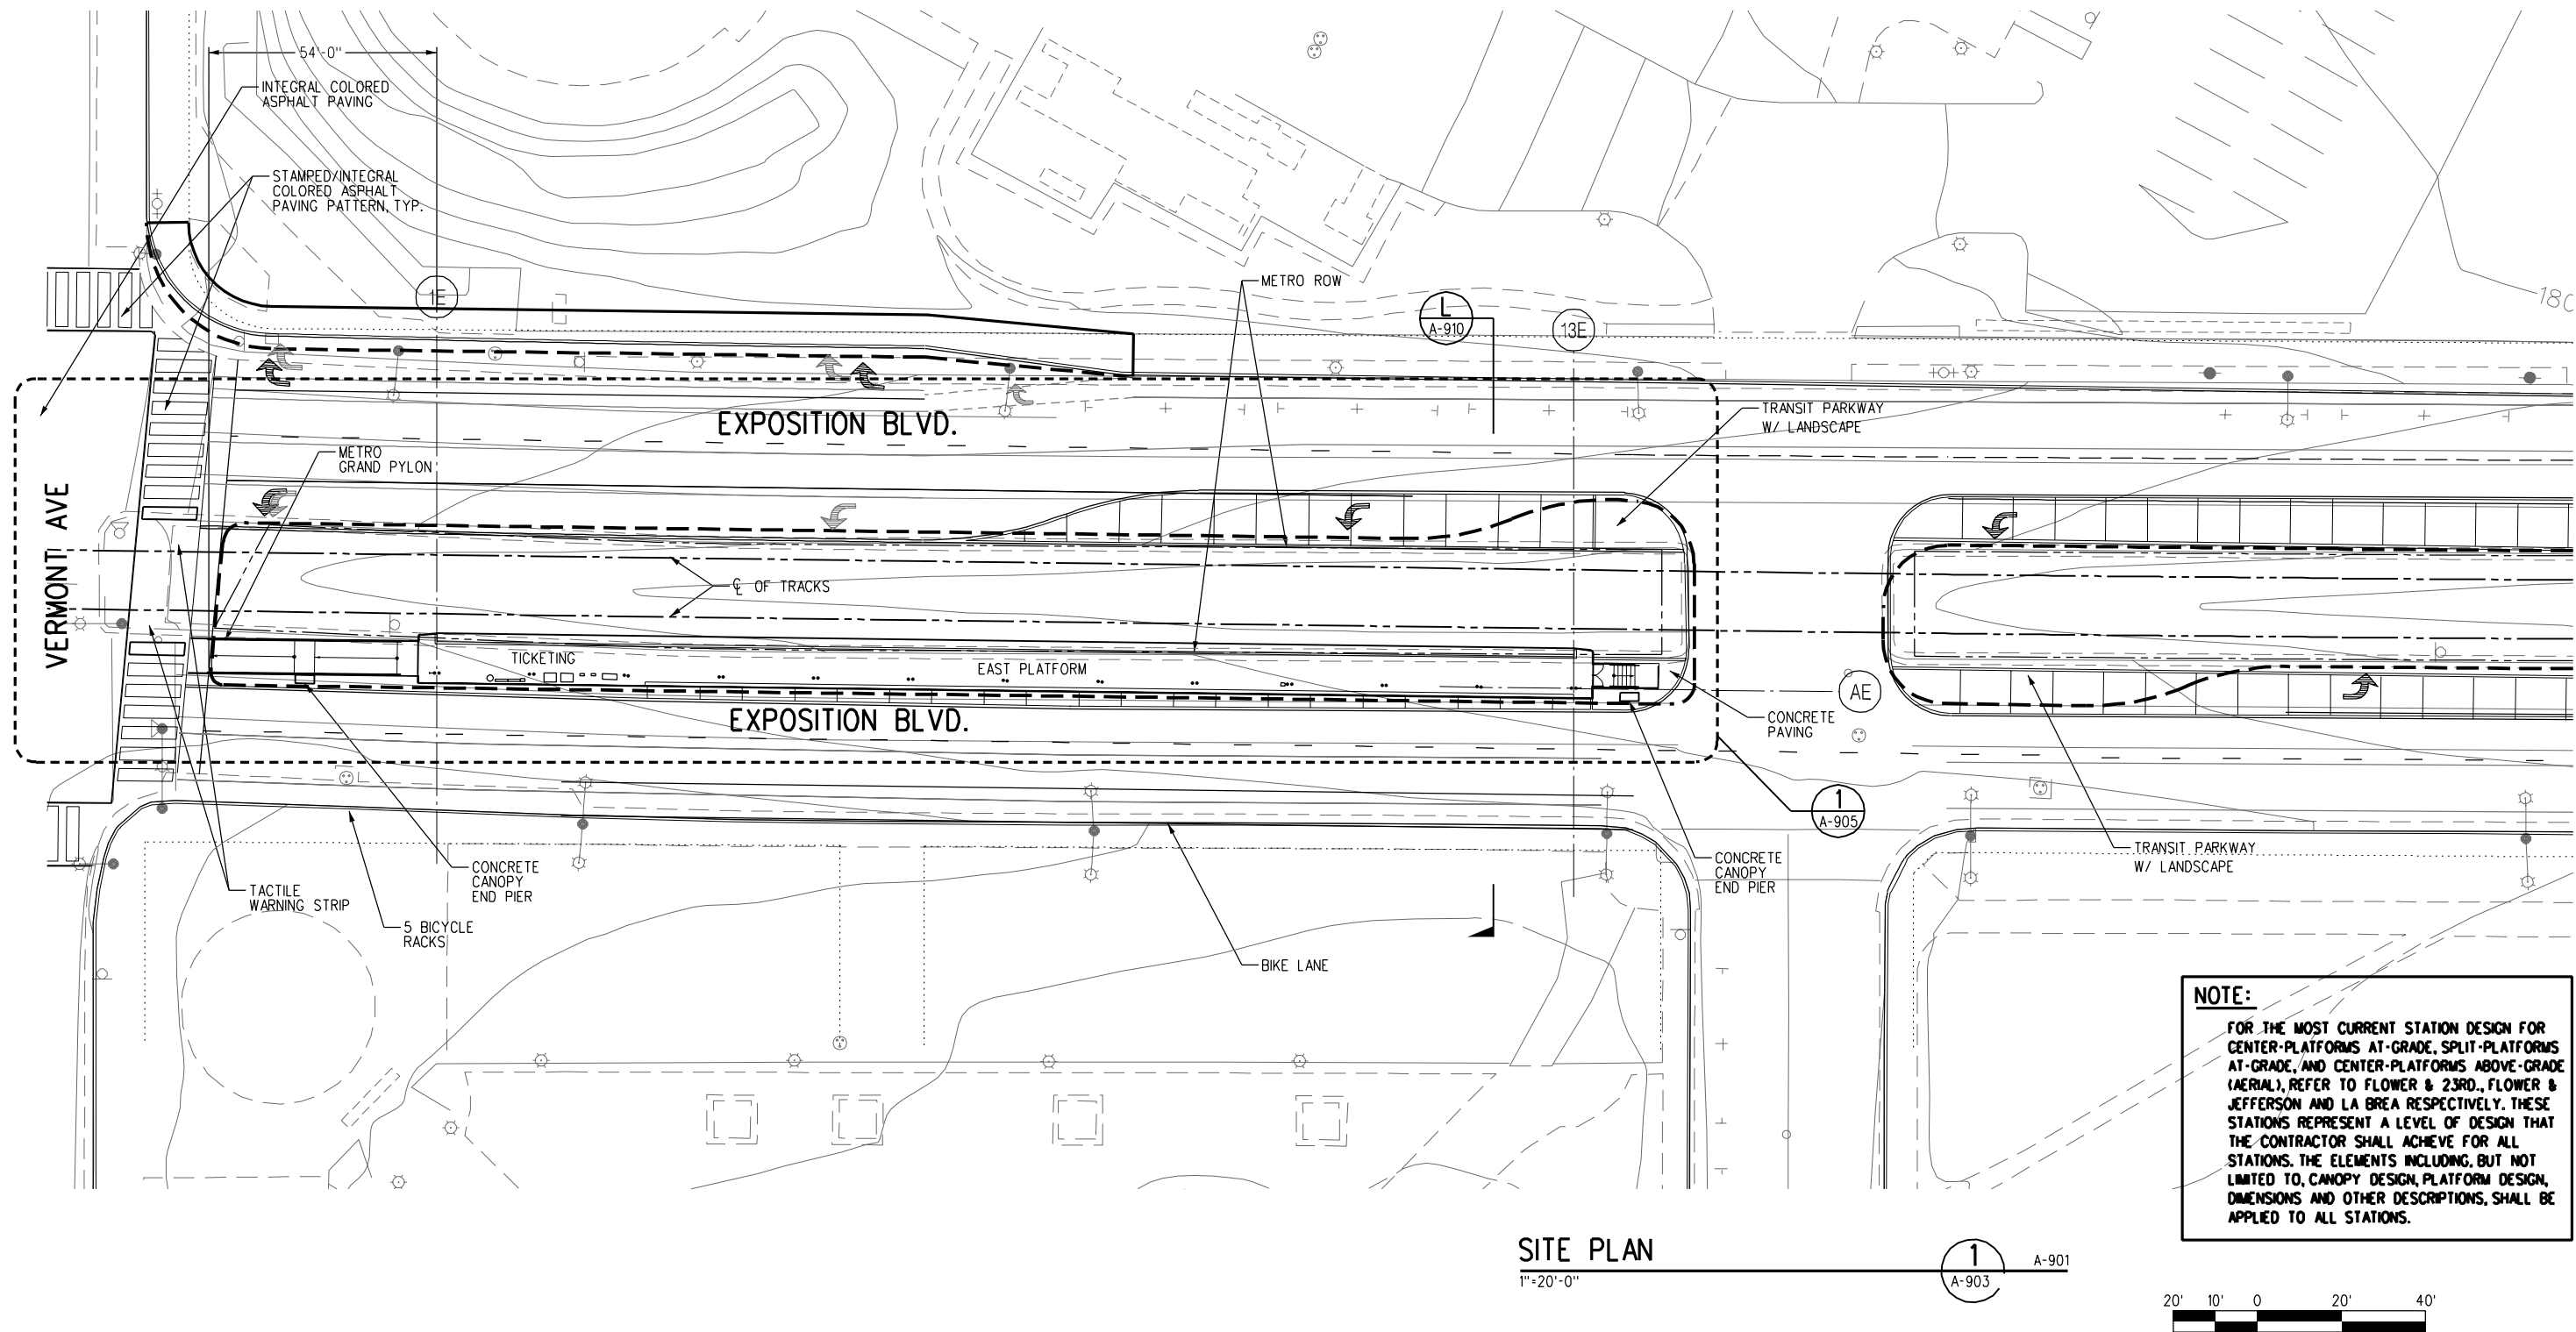 54'-0"
INTEGRAL COLORED
ASPHALT PAVING
STAMPED/INTEGRAL
COLORED ASPHALT
PAVING PATTERN, TYP.
1E
METRO ROW
L
A-910
13E
180
EXPOSITION BLVD.
TRANSIT PARKWAY
W/ LANDSCAPE
METRO
GRAND PYLON
VERMONT AVE
℄ OF TRACKS
TICKETING
EAST PLATFORM
AE
EXPOSITION BLVD.
CONCRETE
PAVING
1
A-905
CONCRETE
CANOPY
END PIER
CONCRETE
CANOPY
END PIER
TRANSIT PARKWAY
W/ LANDSCAPE
TACTILE
WARNING STRIP
5 BICYCLE
RACKS
BIKE LANE
NOTE:
FOR THE MOST CURRENT STATION DESIGN FOR
CENTER-PLATFORMS AT-GRADE, SPLIT-PLATFORMS
AT-GRADE, AND CENTER-PLATFORMS ABOVE-GRADE
(AERIAL), REFER TO FLOWER & 23RD., FLOWER &
JEFFERSON AND LA BREA RESPECTIVELY. THESE
STATIONS REPRESENT A LEVEL OF DESIGN THAT
THE CONTRACTOR SHALL ACHIEVE FOR ALL
STATIONS. THE ELEMENTS INCLUDING, BUT NOT
LIMITED TO, CANOPY DESIGN, PLATFORM DESIGN,
DIMENSIONS AND OTHER DESCRIPTIONS, SHALL BE
APPLIED TO ALL STATIONS.
SITE PLAN
1"=20'-0"
1
A-903
A-901
20' 10' 0 20' 40'